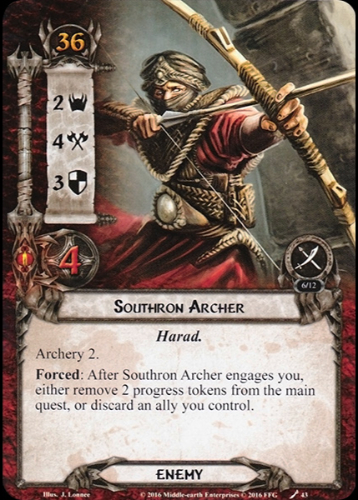 36
2
4
3
4
6/12
Southron Archer
Harad.
Archery 2.
Forced: After Southron Archer engages you,
either remove 2 progress tokens from the main
quest, or discard an ally you control.
ENEMY
Illus. J. Lonnee © 2016 Middle-earth Enterprises © 2016 FFG 43